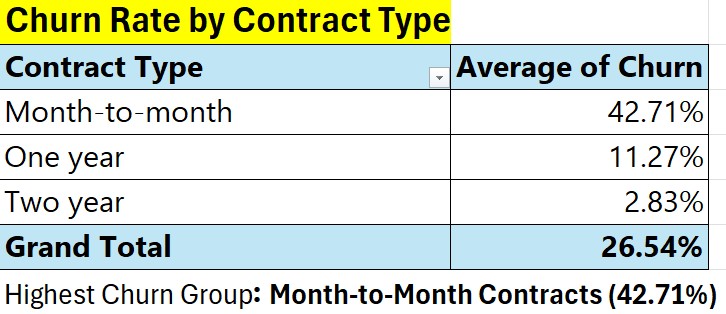 Churn Rate by Contract Type
Contract Type Average of Churn
Month-to-month 42.71%
One year 11.27%
Two year 2.83%
Grand Total 26.54%
Highest Churn Group: Month-to-Month Contracts (42.71%)